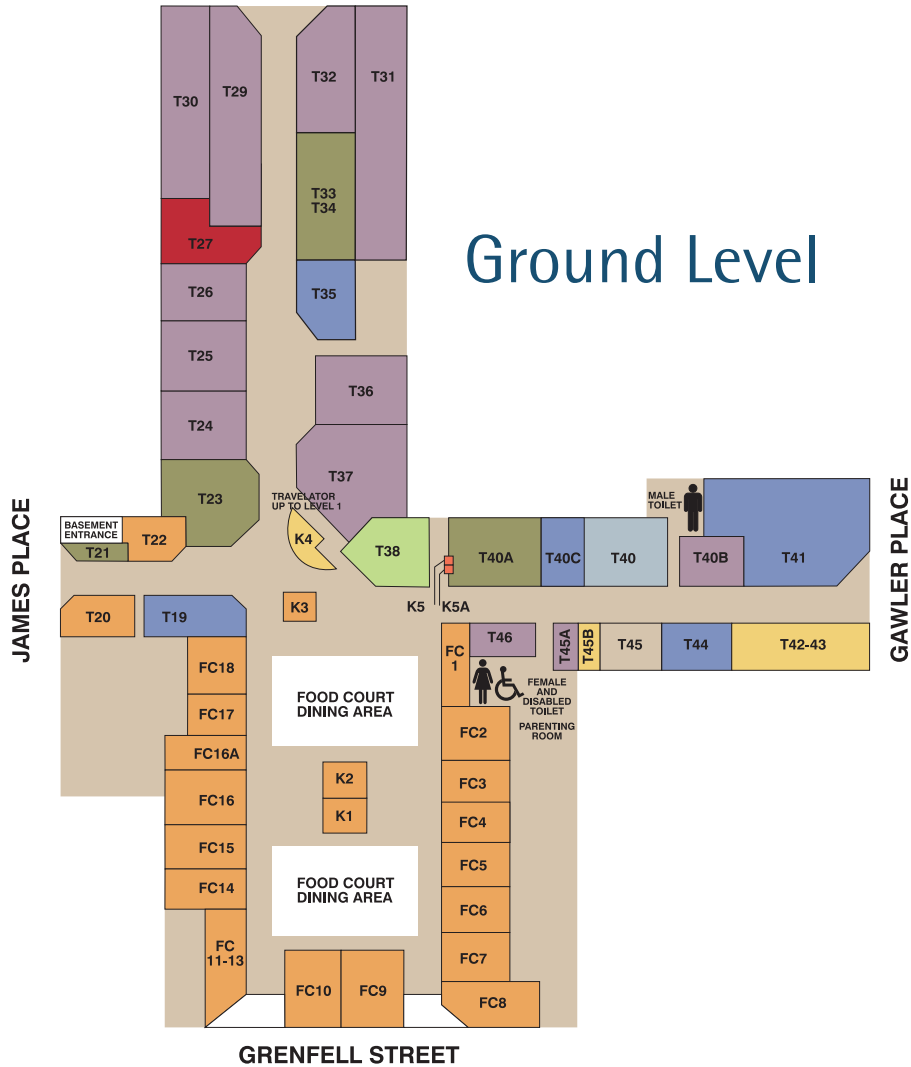 T30
T29
T32
T31
T33
T34
T27
Ground Level
T26
T35
T25
T36
T24
T37
T23
TRAVELATOR
UP TO LEVEL 1
JAMES PLACE
BASEMENT
ENTRANCE
T22
T21
K4
T38
T40A
T40C
T40
MALE
TOILET
T40B
T41
GAWLER PLACE
K5
K5A
K3
T20
T19
FC
1
T46
T45A
T45B
T45
T44
T42-43
FC18
FOOD COURT
DINING AREA
FEMALE
AND
DISABLED
TOILET
PARENTING
ROOM
FC17
FC2
FC16A
K2
FC3
FC16
K1
FC4
FC15
FC5
FC14
FOOD COURT
DINING AREA
FC6
FC
11-13
FC7
FC10
FC9
FC8
GRENFELL STREET